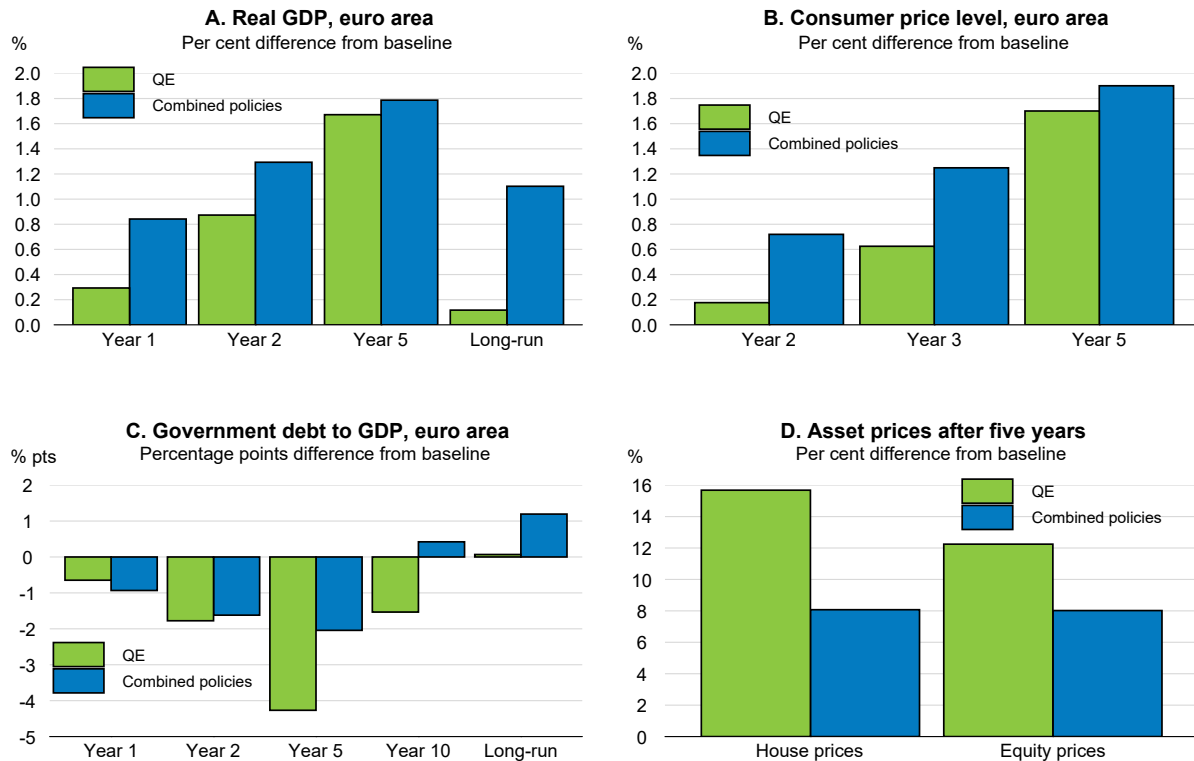 A. Real GDP, euro area
Per cent difference from baseline
%
QE
Combined policies
2.0
1.8
1.6
1.4
1.2
1.0
0.8
0.6
0.4
0.2
0.0
Year 1 Year 2 Year 5 Long-run
B. Consumer price level, euro area
Per cent difference from baseline
%
QE
Combined policies
2.0
1.8
1.6
1.4
1.2
1.0
0.8
0.6
0.4
0.2
0.0
Year 2 Year 3 Year 5
C. Government debt to GDP, euro area
Percentage points difference from baseline
% pts
2
1
0
-1
-2
-3
-4
-5
QE
Combined policies
Year 1 Year 2 Year 5 Year 10 Long-run
D. Asset prices after five years
Per cent difference from baseline
%
QE
Combined policies
16
14
12
10
8
6
4
2
0
House prices Equity prices